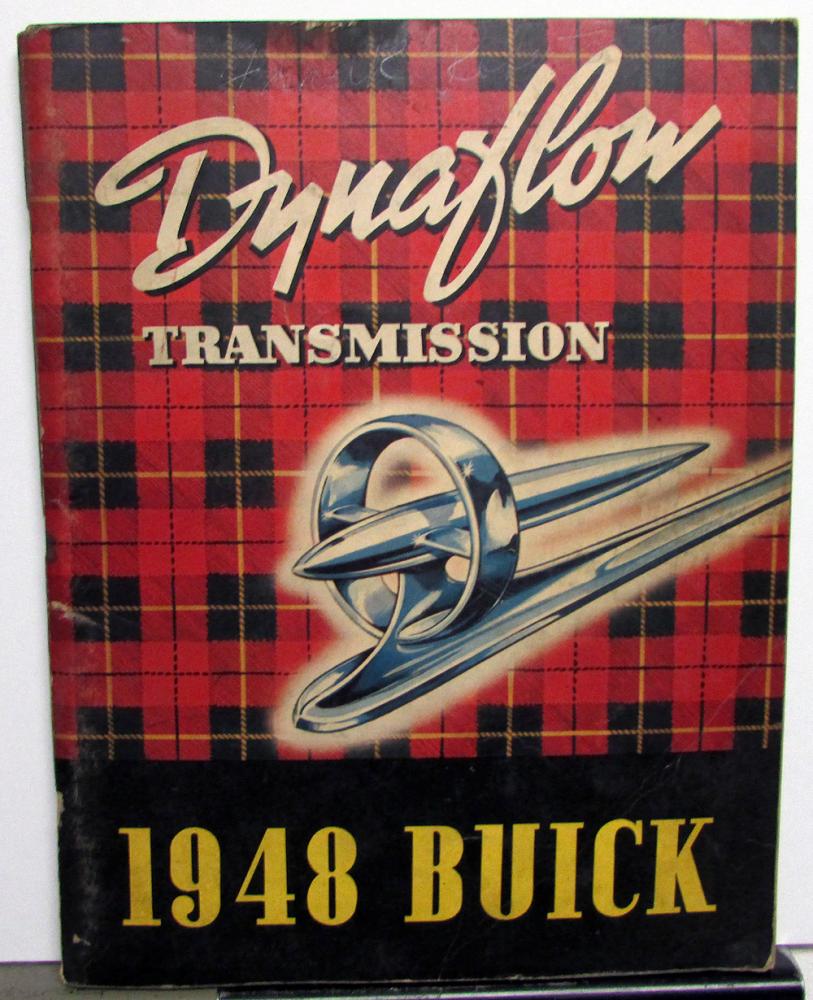 Dynaflow
TRANSMISSION
1948 BUICK